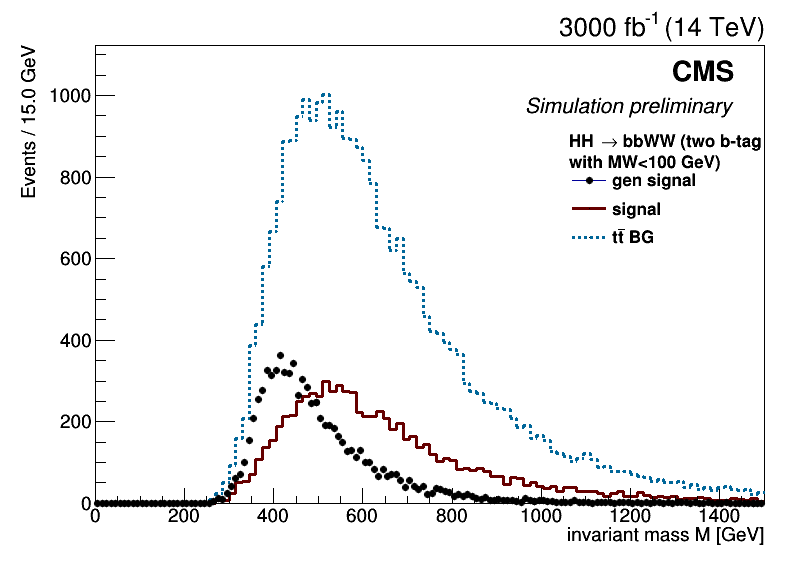 3000 fb-1 (14 TeV)
CMS
Simulation preliminary
HH → bbWW (two b-tag
with MW<100 GeV)
gen signal
signal
tt̄ BG
Events / 15.0 GeV
1000
800
600
400
200
0
0 200 400 600 800 1000 1200 1400
invariant mass M [GeV]